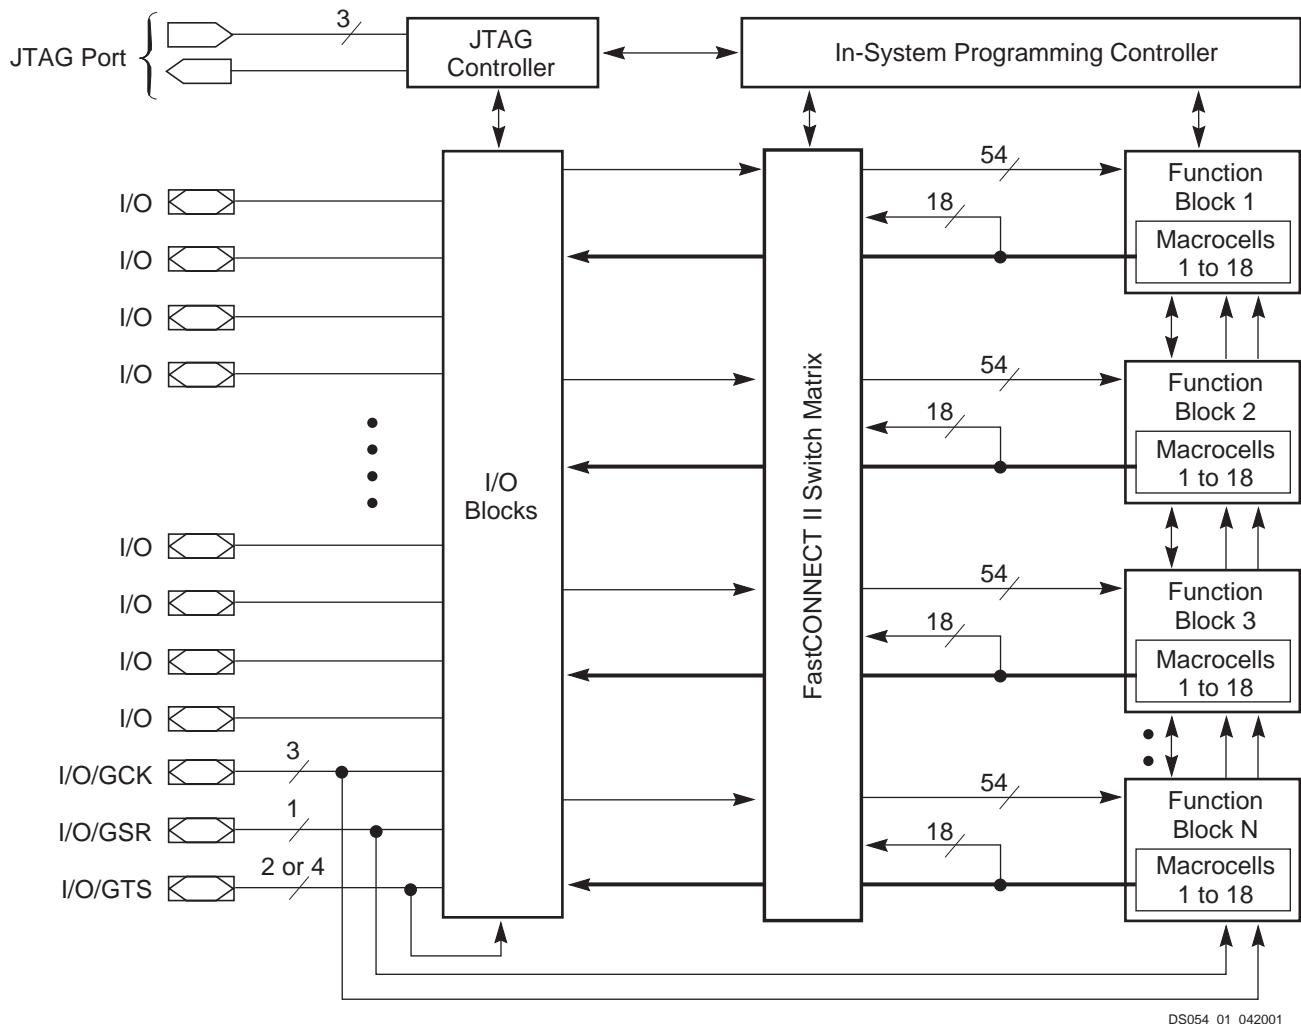 JTAG Port
3
JTAG
Controller
In-System Programming Controller
I/O
I/O
I/O
I/O
I/O
I/O
I/O
I/O
I/O/GCK
3
I/O/GSR
1
I/O/GTS
2 or 4
I/O
Blocks
FastCONNECT II Switch Matrix
54
18
Function
Block 1
Macrocells
1 to 18
54
18
Function
Block 2
Macrocells
1 to 18
54
18
Function
Block 3
Macrocells
1 to 18
54
18
Function
Block N
Macrocells
1 to 18
DS054_01_042001